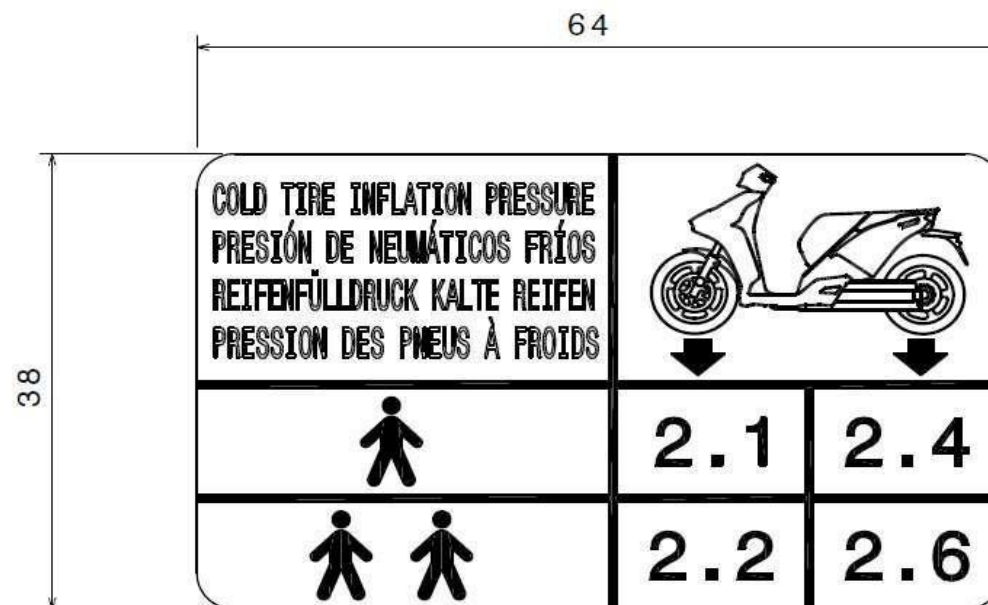 64
38
COLD TIRE INFLATION PRESSURE
PRESIÓN DE NEUMÁTICOS FRÍOS
REIFENFÜLLDRUCK KALTE REIFEN
PRESSION DES PNEUS À FROIDS
2.1 2.4
2.2 2.6